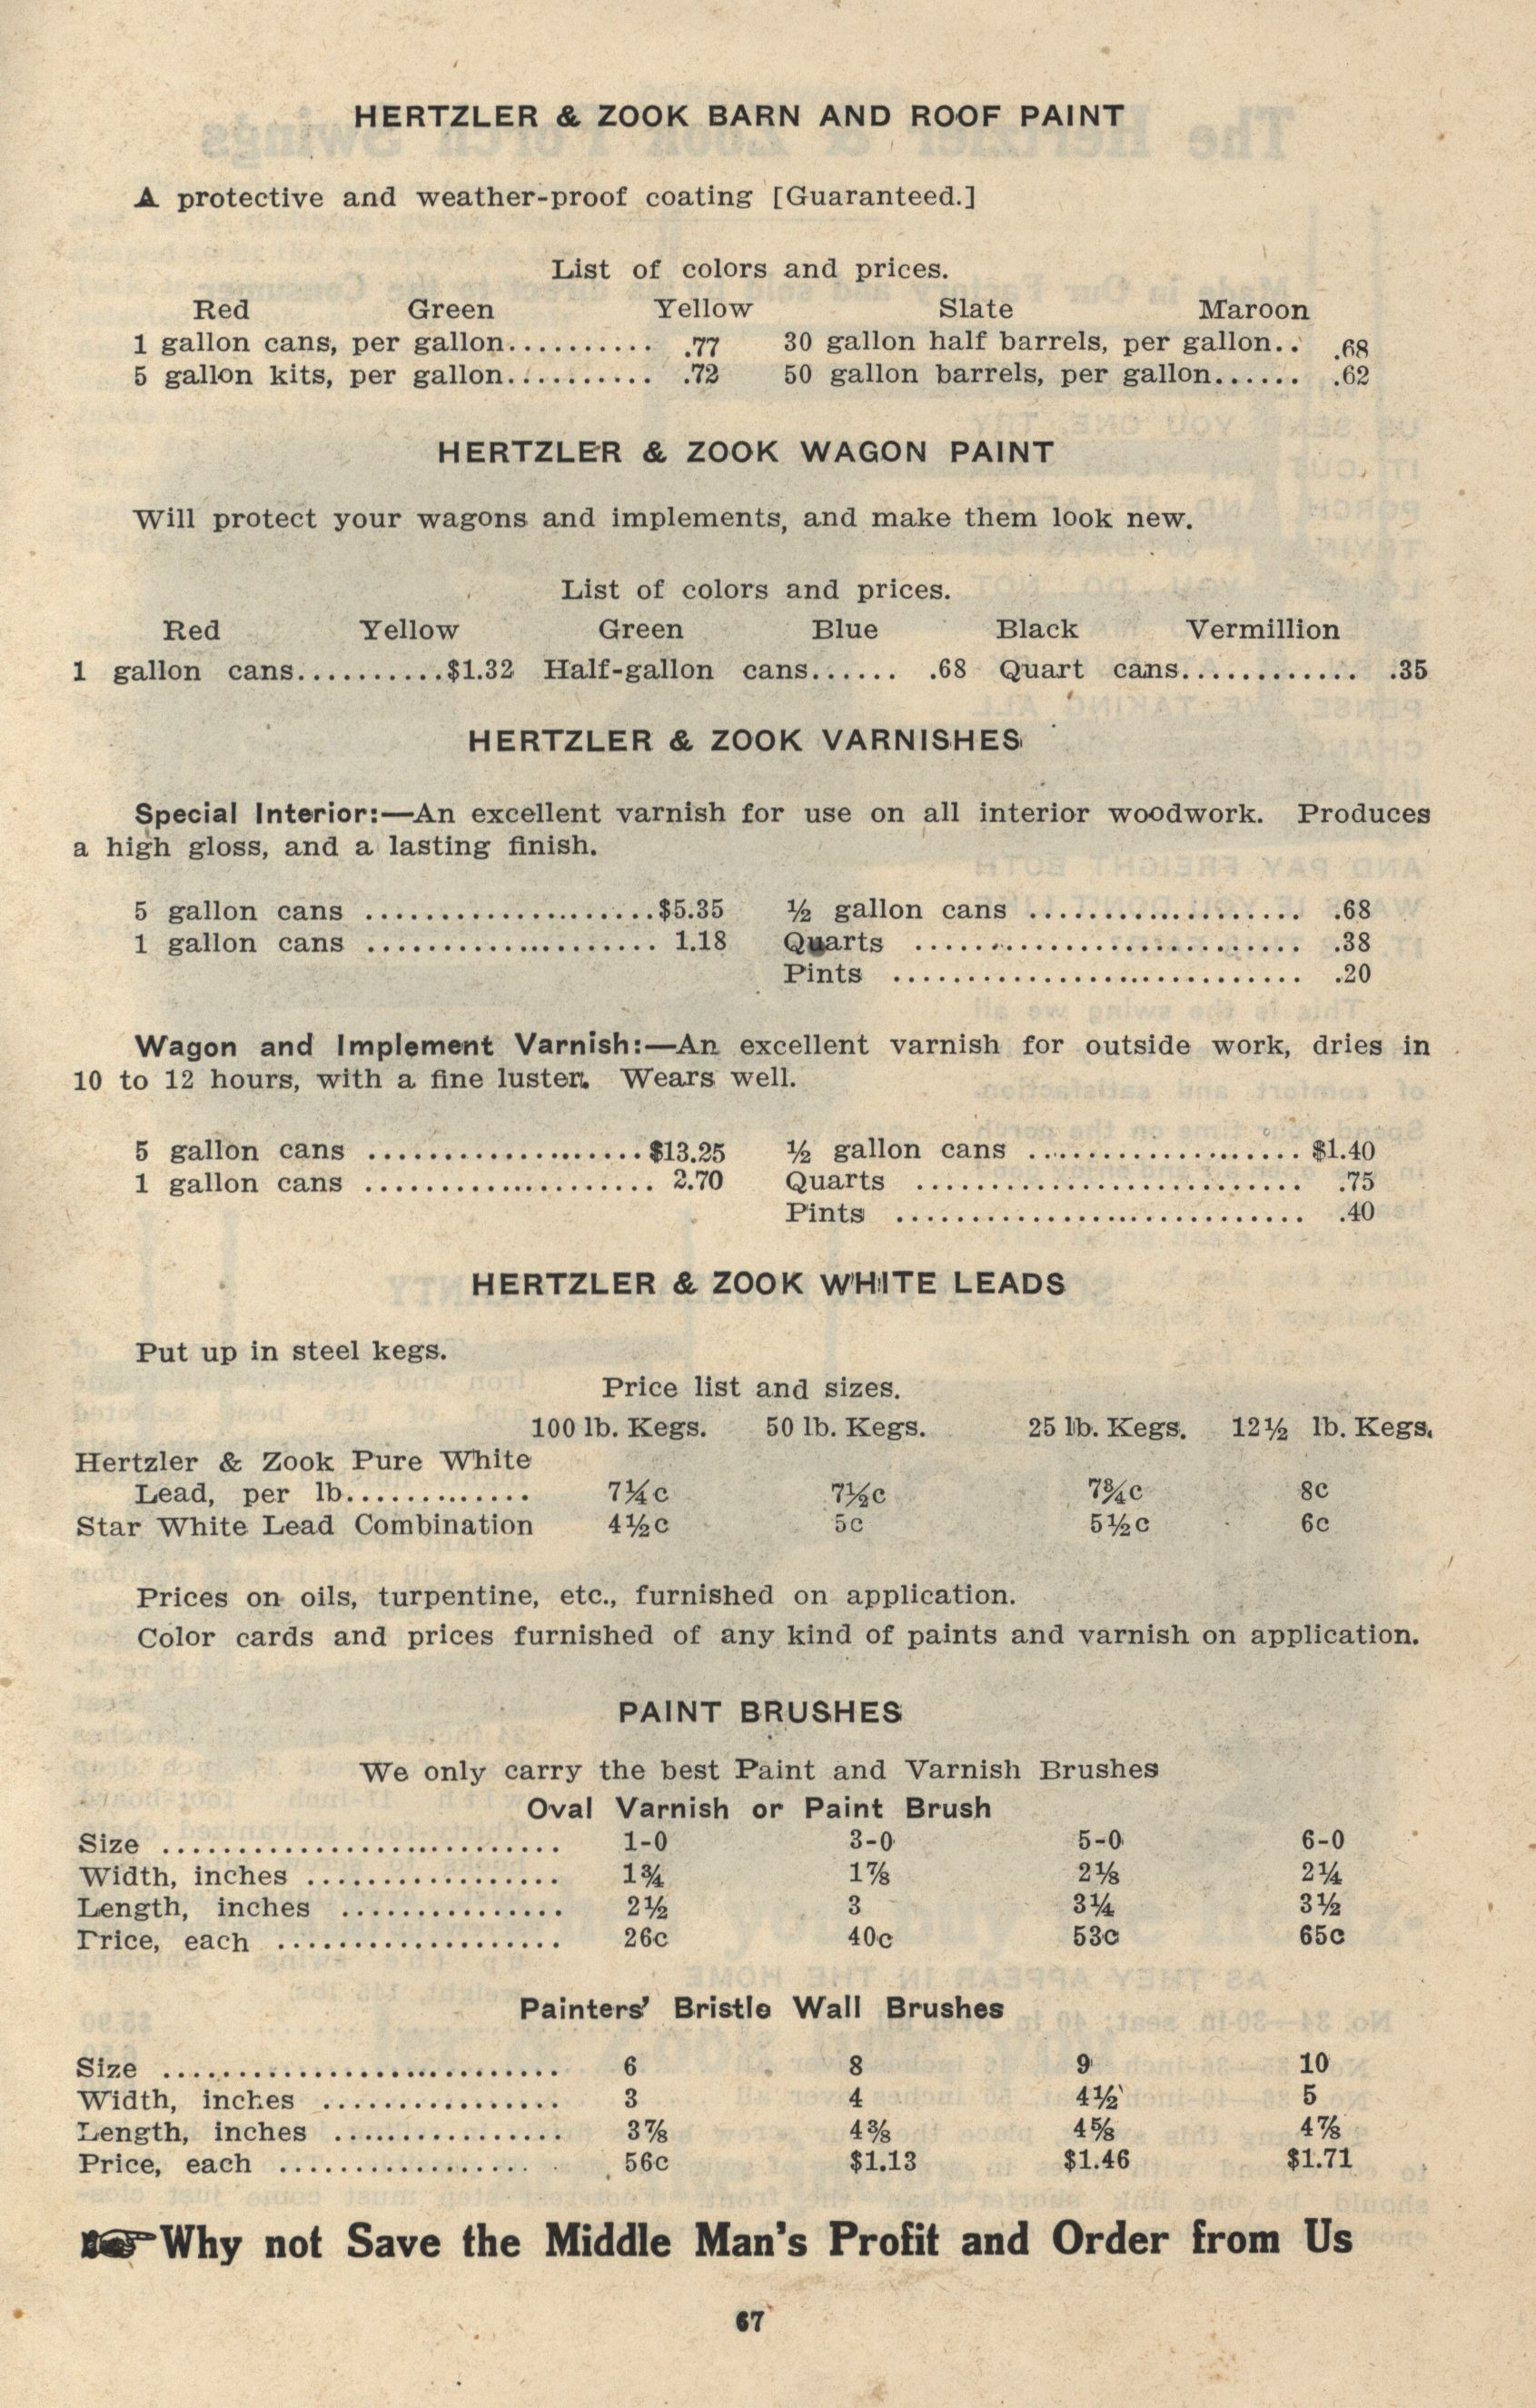 HERTZLER & ZOOK BARN AND ROOF PAINT
A protective and weather-proof coating [Guaranteed.]
List of colors and prices.
Red Green Yellow Slate Maroon
1 gallon cans, per gallon.......... .77 30 gallon half barrels, per gallon.. .68
5 gallon kits, per gallon.......... .72 50 gallon barrels, per gallon...... .62
HERTZLER & ZOOK WAGON PAINT
Will protect your wagons and implements, and make them look new.
List of colors and prices.
Red Yellow Green Blue Black Vermillion
1 gallon cans..........$1.32 Half-gallon cans...... .68 Quart cans............ .35
HERTZLER & ZOOK VARNISHES
Special Interior:—An excellent varnish for use on all interior woodwork. Produces
a high gloss, and a lasting finish.
5 gallon cans ...................$5.35 ½ gallon cans .................. .68
1 gallon cans ................... 1.18 Quarts .......................... .38
Pints ........................... .20
Wagon and Implement Varnish:—An excellent varnish for outside work, dries in
10 to 12 hours, with a fine luster. Wears well.
5 gallon cans ...................$13.25 ½ gallon cans ..................$1.40
1 gallon cans ................... 2.70 Quarts .......................... .75
Pints ........................... .40
HERTZLER & ZOOK WHITE LEADS
Put up in steel kegs.
Price list and sizes.
100 lb. Kegs. 50 lb. Kegs. 25 lb. Kegs. 12½ lb. Kegs.
Hertzler & Zook Pure White
Lead, per lb............. 7¼c 7½c 7¾c 8c
Star White Lead Combination 4½c 5c 5½c 6c
Prices on oils, turpentine, etc., furnished on application.
Color cards and prices furnished of any kind of paints and varnish on application.
PAINT BRUSHES
We only carry the best Paint and Varnish Brushes
Oval Varnish or Paint Brush
Size ........................... 1-0 3-0 5-0 6-0
Width, inches ................. 1¾ 1⅞ 2⅛ 2¼
Length, inches ............... 2½ 3 3¼ 3½
Price, each ................... 26c 40c 53c 65c
Painters' Bristle Wall Brushes
Size ........................... 6 8 9 10
Width, inches ................ 3 4 4½ 5
Length, inches ................ 3⅞ 4⅜ 4⅝ 4⅞
Price, each ................. 56c $1.13 $1.46 $1.71
☞Why not Save the Middle Man's Profit and Order from Us
67